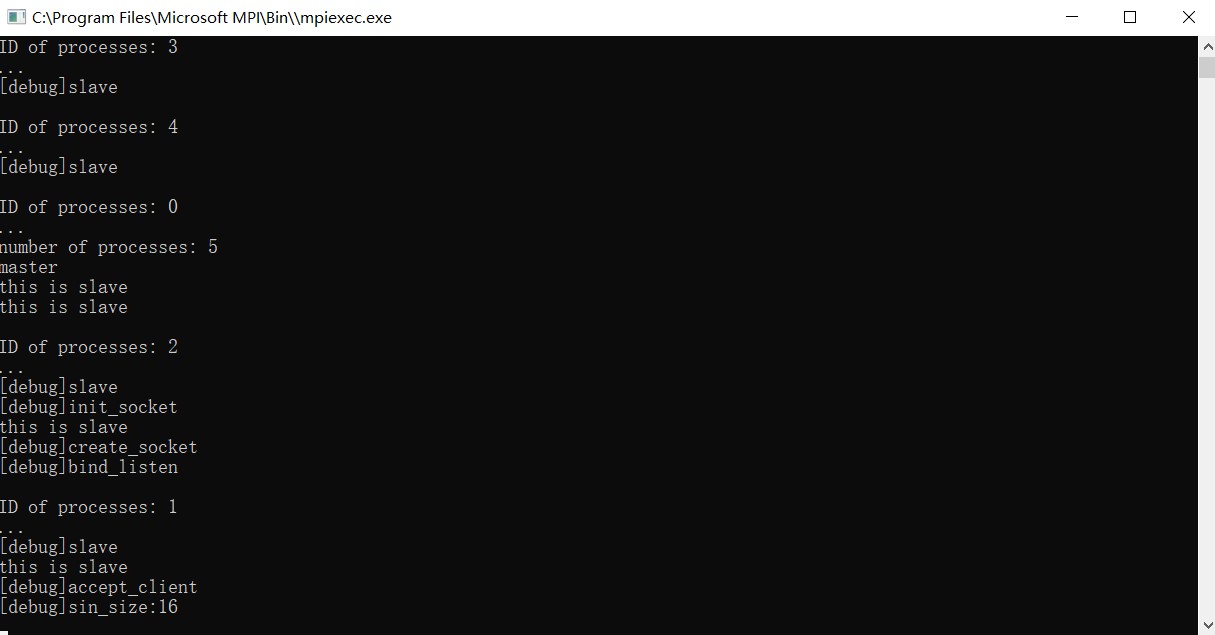 C:\Program Files\Microsoft MPI\Bin\\mpiexec.exe
ID of processes: 3
...
[debug]slave
ID of processes: 4
...
[debug]slave
ID of processes: 0
...
number of processes: 5
master
this is slave
this is slave
ID of processes: 2
...
[debug]slave
[debug]init_socket
this is slave
[debug]create_socket
[debug]bind_listen
ID of processes: 1
...
[debug]slave
this is slave
[debug]accept_client
[debug]sin_size:16